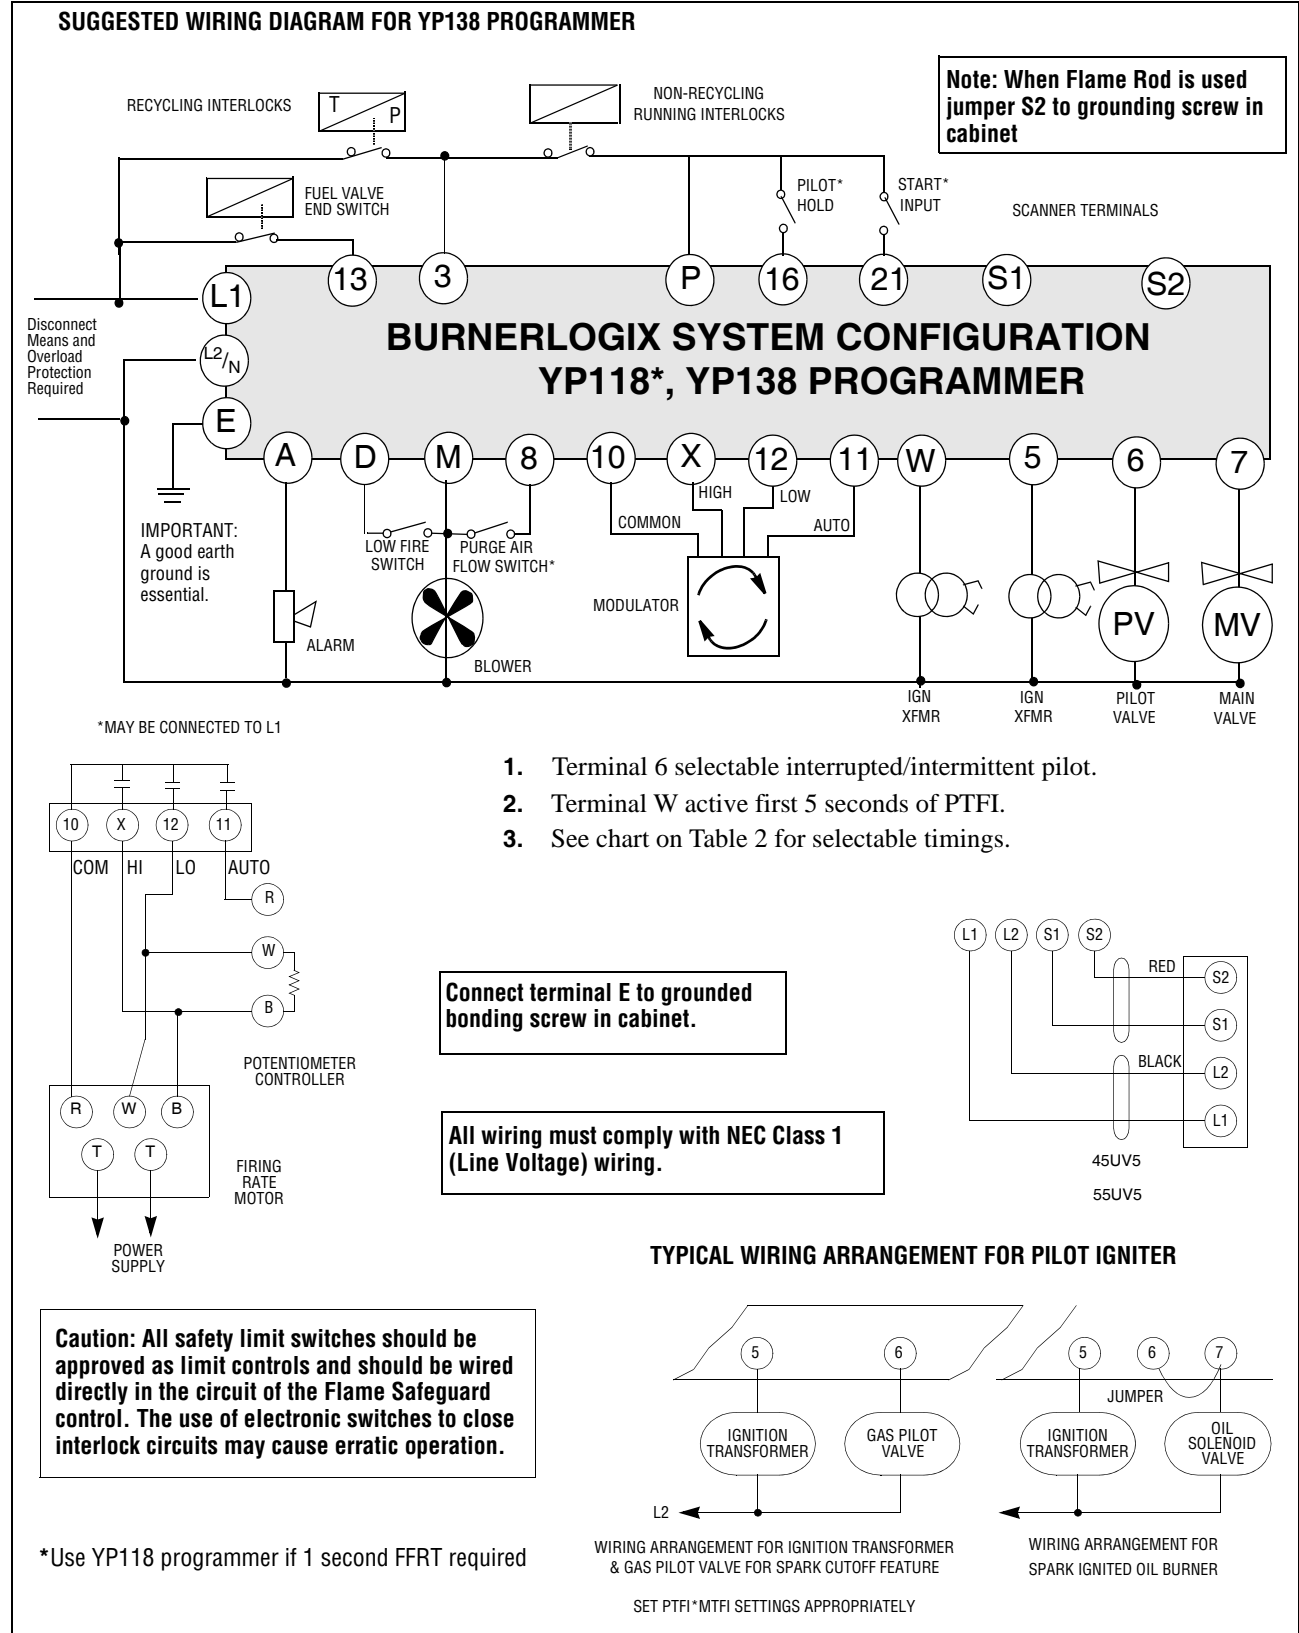 SUGGESTED WIRING DIAGRAM FOR YP138 PROGRAMMER
Note: When Flame Rod is used
jumper S2 to grounding screw in
cabinet
RECYCLING INTERLOCKS
T
P
NON-RECYCLING
RUNNING INTERLOCKS
FUEL VALVE
END SWITCH
PILOT*
HOLD
START*
INPUT
SCANNER TERMINALS
13
3
P
16
21
S1
S2
L1
L2/N
E
Disconnect
Means and
Overload
Protection
Required
BURNERLOGIX SYSTEM CONFIGURATION
YP118*, YP138 PROGRAMMER
A
D
M
8
10
X
12
11
W
5
6
7
HIGH
LOW
COMMON
AUTO
IMPORTANT:
A good earth
ground is
essential.
LOW FIRE
SWITCH
PURGE AIR
FLOW SWITCH*
MODULATOR
PV
MV
ALARM
BLOWER
IGN
XFMR
IGN
XFMR
PILOT
VALVE
MAIN
VALVE
*MAY BE CONNECTED TO L1
1. Terminal 6 selectable interrupted/intermittent pilot.
2. Terminal W active first 5 seconds of PTFI.
3. See chart on Table 2 for selectable timings.
10
X
12
11
COM
HI
LO
AUTO
R
W
B
POTENTIOMETER
CONTROLLER
R
W
B
T
T
FIRING
RATE
MOTOR
POWER
SUPPLY
Connect terminal E to grounded
bonding screw in cabinet.
All wiring must comply with NEC Class 1
(Line Voltage) wiring.
L1
L2
S1
S2
RED
S2
S1
BLACK
L2
L1
45UV5
55UV5
TYPICAL WIRING ARRANGEMENT FOR PILOT IGNITER
Caution: All safety limit switches should be
approved as limit controls and should be wired
directly in the circuit of the Flame Safeguard
control. The use of electronic switches to close
interlock circuits may cause erratic operation.
5
6
5
6
7
JUMPER
IGNITION
TRANSFORMER
GAS PILOT
VALVE
IGNITION
TRANSFORMER
OIL
SOLENOID
VALVE
L2
WIRING ARRANGEMENT FOR IGNITION TRANSFORMER
& GAS PILOT VALVE FOR SPARK CUTOFF FEATURE
WIRING ARRANGEMENT FOR
SPARK IGNITED OIL BURNER
SET PTFI*MTFI SETTINGS APPROPRIATELY
*Use YP118 programmer if 1 second FFRT required